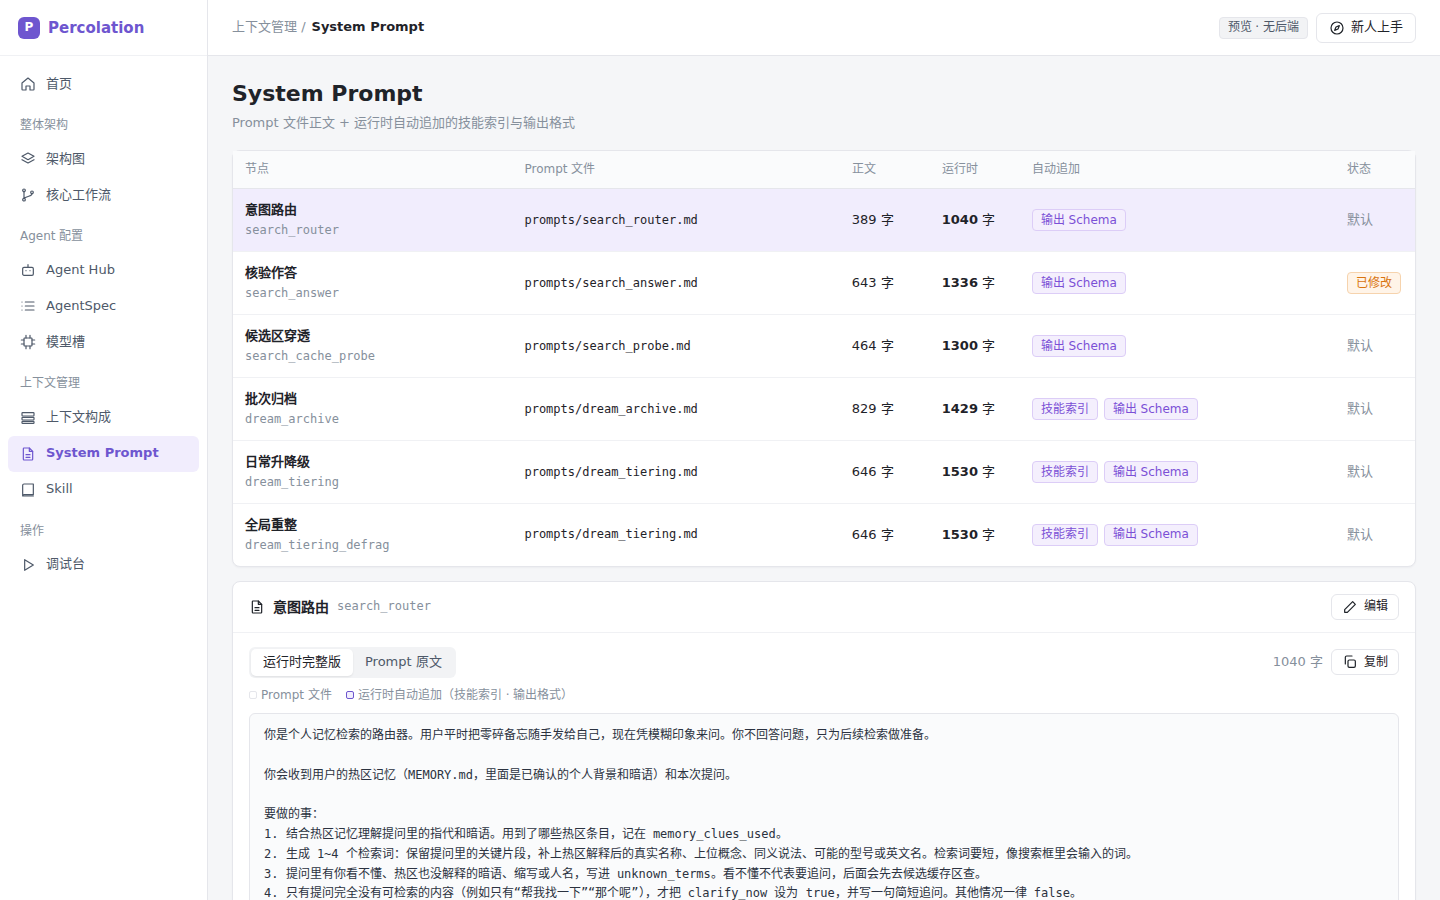 P Percolation
上下文管理 / System Prompt
预览 · 无后端
新人上手
首页
整体架构
架构图
核心工作流
Agent 配置
Agent Hub
AgentSpec
模型槽
上下文管理
上下文构成
System Prompt
Skill
操作
调试台
System Prompt
Prompt 文件正文 + 运行时自动追加的技能索引与输出格式
节点 Prompt 文件 正文 运行时 自动追加 状态
意图路由
search_router prompts/search_router.md 389 字 1040 字 输出 Schema 默认
核验作答
search_answer prompts/search_answer.md 643 字 1336 字 输出 Schema 已修改
候选区穿透
search_cache_probe prompts/search_probe.md 464 字 1300 字 输出 Schema 默认
批次归档
dream_archive prompts/dream_archive.md 829 字 1429 字 技能索引 输出 Schema 默认
日常升降级
dream_tiering prompts/dream_tiering.md 646 字 1530 字 技能索引 输出 Schema 默认
全局重整
dream_tiering_defrag prompts/dream_tiering.md 646 字 1530 字 技能索引 输出 Schema 默认
意图路由 search_router 编辑
运行时完整版 Prompt 原文 1040 字 复制
Prompt 文件 运行时自动追加（技能索引 · 输出格式）
你是个人记忆检索的路由器。用户平时把零碎备忘随手发给自己，现在凭模糊印象来问。你不回答问题，只为后续检索做准备。
你会收到用户的热区记忆（MEMORY.md，里面是已确认的个人背景和暗语）和本次提问。
要做的事：
1. 结合热区记忆理解提问里的指代和暗语。用到了哪些热区条目，记在 memory_clues_used。
2. 生成 1~4 个检索词：保留提问里的关键片段，补上热区解释后的真实名称、上位概念、同义说法、可能的型号或英文名。检索词要短，像搜索框里会输入的词。
3. 提问里有你看不懂、热区也没解释的暗语、缩写或人名，写进 unknown_terms。看不懂不代表要追问，后面会先去候选缓存区查。
4. 只有提问完全没有可检索的内容（例如只有“帮我找一下”“那个呢”），才把 clarify_now 设为 true，并写一句简短追问。其他情况一律 false。